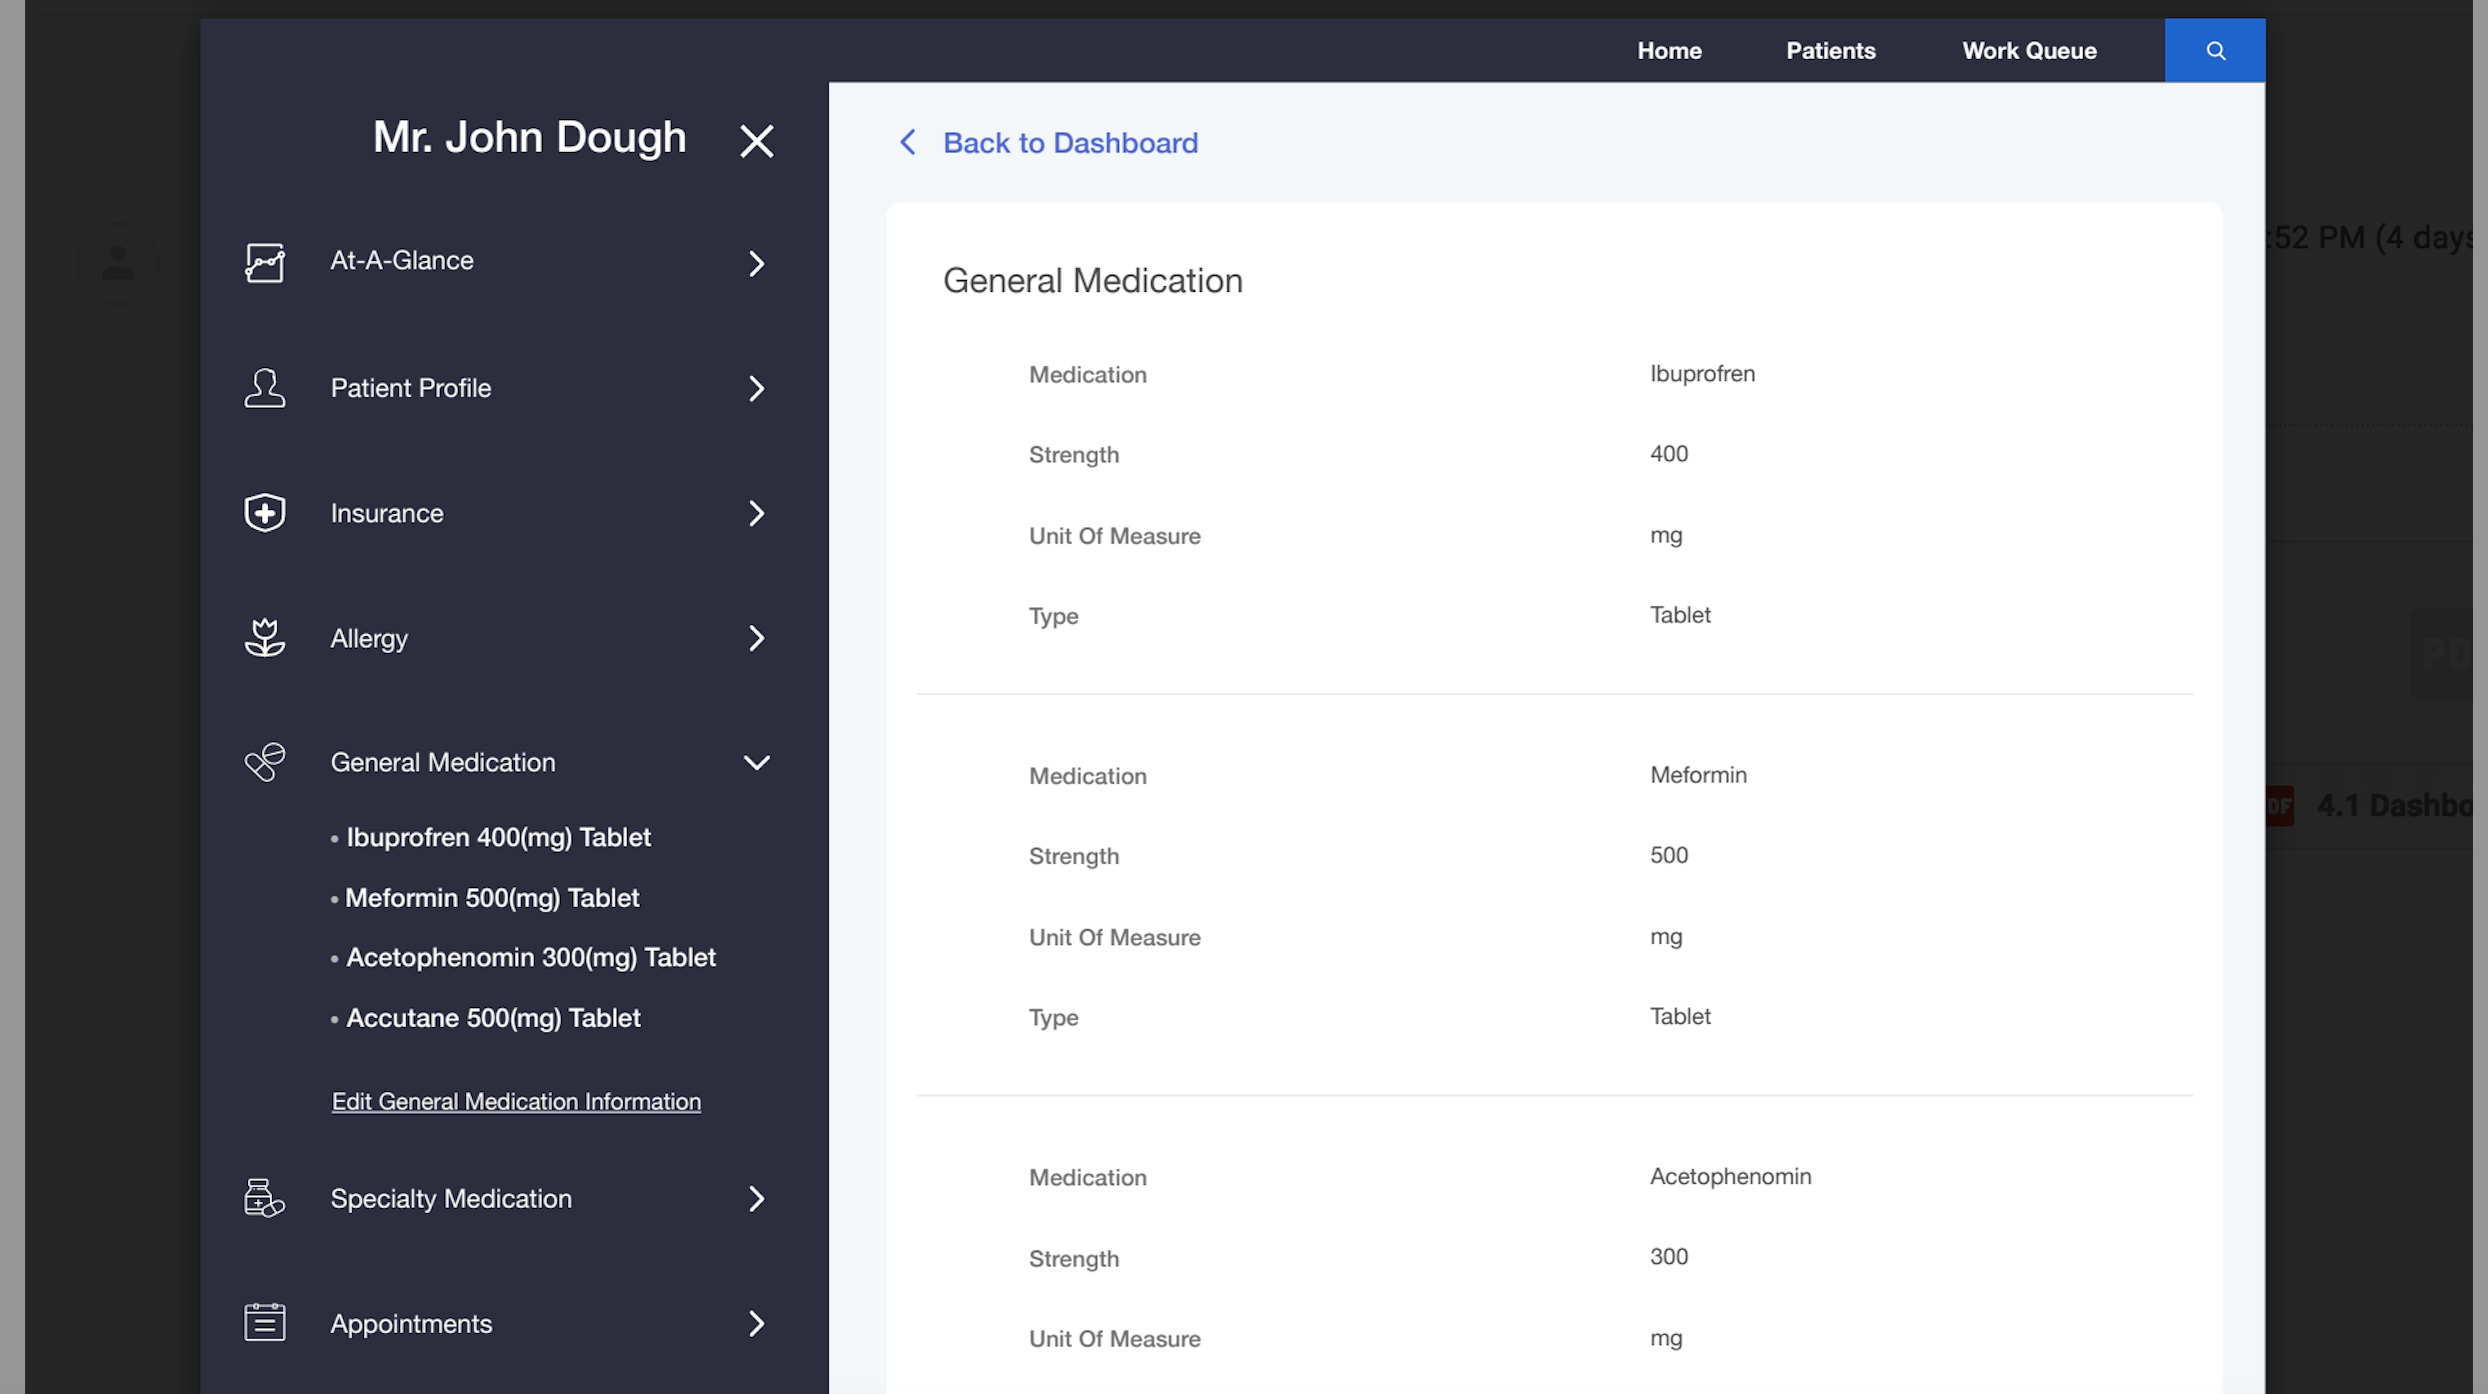 Home Patients Work Queue
Mr. John Dough
At-A-Glance
Patient Profile
Insurance
Allergy
General Medication
• Ibuprofren 400(mg) Tablet
• Meformin 500(mg) Tablet
• Acetophenomin 300(mg) Tablet
• Accutane 500(mg) Tablet
Edit General Medication Information
Specialty Medication
Appointments
Back to Dashboard
General Medication
Medication Ibuprofren
Strength 400
Unit Of Measure mg
Type Tablet
Medication Meformin
Strength 500
Unit Of Measure mg
Type Tablet
Medication Acetophenomin
Strength 300
Unit Of Measure mg
:52 PM (4 days
PD
DF 4.1 Dashbo